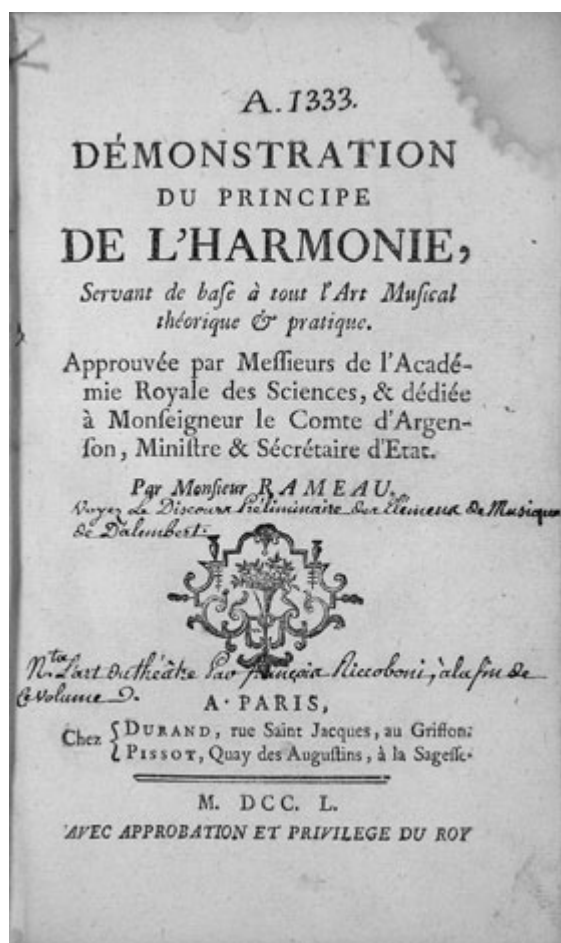 A.1333.
DÉMONSTRATION
DU PRINCIPE
DE L'HARMONIE,
Servant de baſe à tout l'Art Muſical
théorique & pratique.
Approuvée par Meſſieurs de l'Acadé-
mie Royale des Sciences, & dédiée
à Monſeigneur le Comte d'Argen-
ſon, Miniſtre & Sécrétaire d'Etat.
Par Monſieur RAMEAU.
Voyez Le Discours Préliminaire des Elémens de Musique
de Dalembert.
N.ta L'art du théâtre Par françois Riccoboni, à la fin de
Ce volume.
A PARIS,
Chez { DURAND, rue Saint Jacques, au Griffon.
PISSOT, Quay des Auguſtins, à la Sageſſe.
M. DCC. L.
AVEC APPROBATION ET PRIVILEGE DU ROY